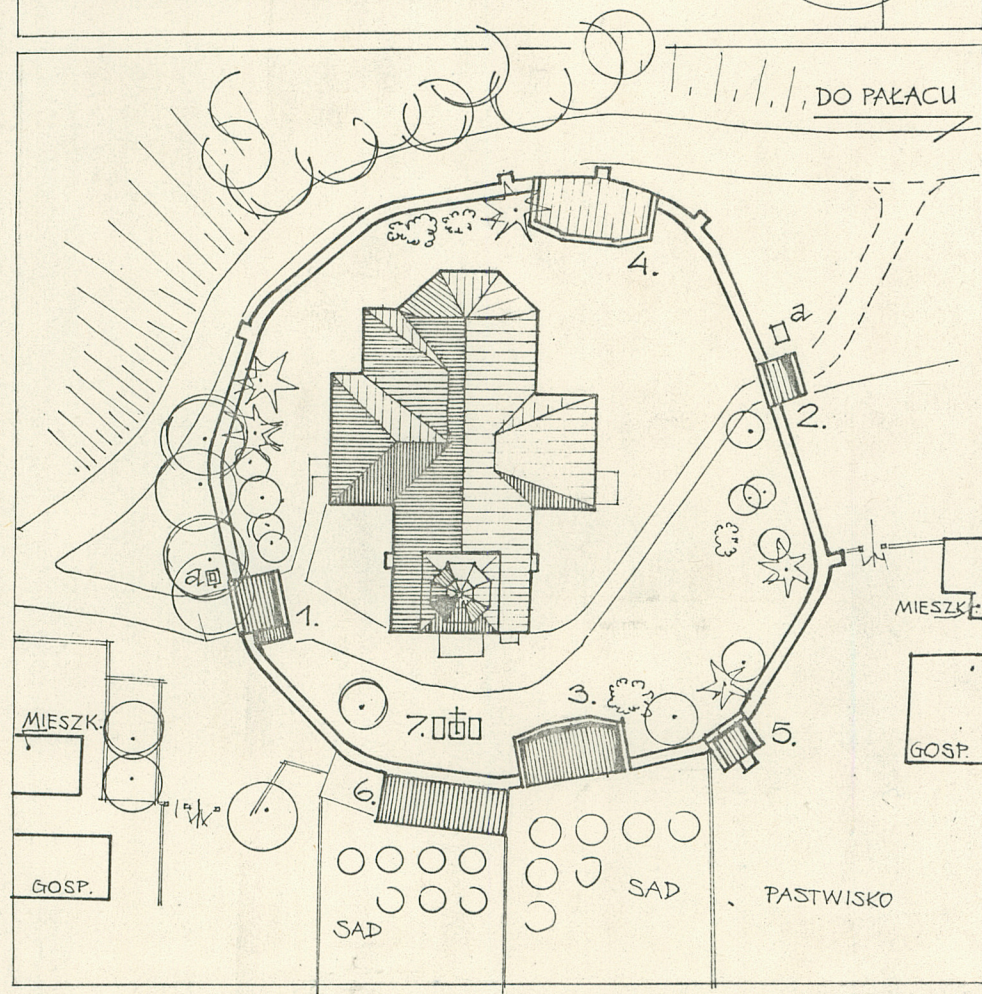 DO PAŁACU
4.
a
2.
MIESZK.
1.
3.
7.
MIESZK.
5.
GOSP.
6.
GOSP.
SAD
PASTWISKO
SAD